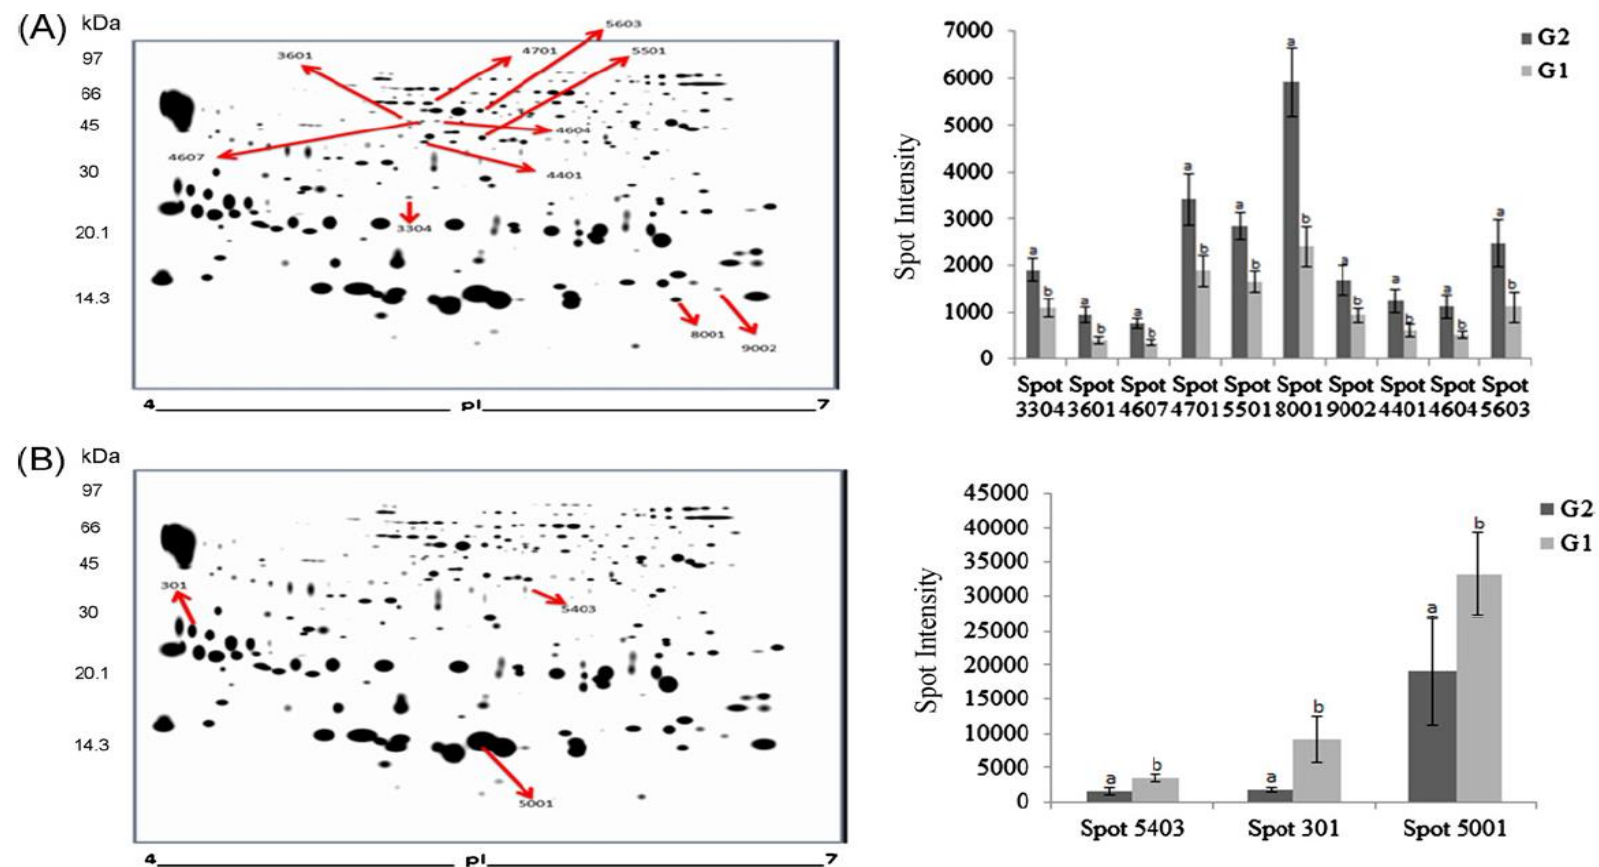 (A) kDa
97
66
45
30
20.1
14.3
3601
4701
5603
5501
4604
4607
4401
3304
8001
9002
4 pI 7
Spot Intensity
7000
6000
5000
4000
3000
2000
1000
0
G2
G1
a b a b a b a b a b a b a b a b a b a b
Spot Spot Spot Spot Spot Spot Spot Spot Spot Spot
3304 3601 4607 4701 5501 8001 9002 4401 4604 5603
(B) kDa
97
66
45
30
20.1
14.3
301
5403
5001
4 pI 7
Spot Intensity
45000
40000
35000
30000
25000
20000
15000
10000
5000
0
G2
G1
a b a b a b
Spot 5403 Spot 301 Spot 5001